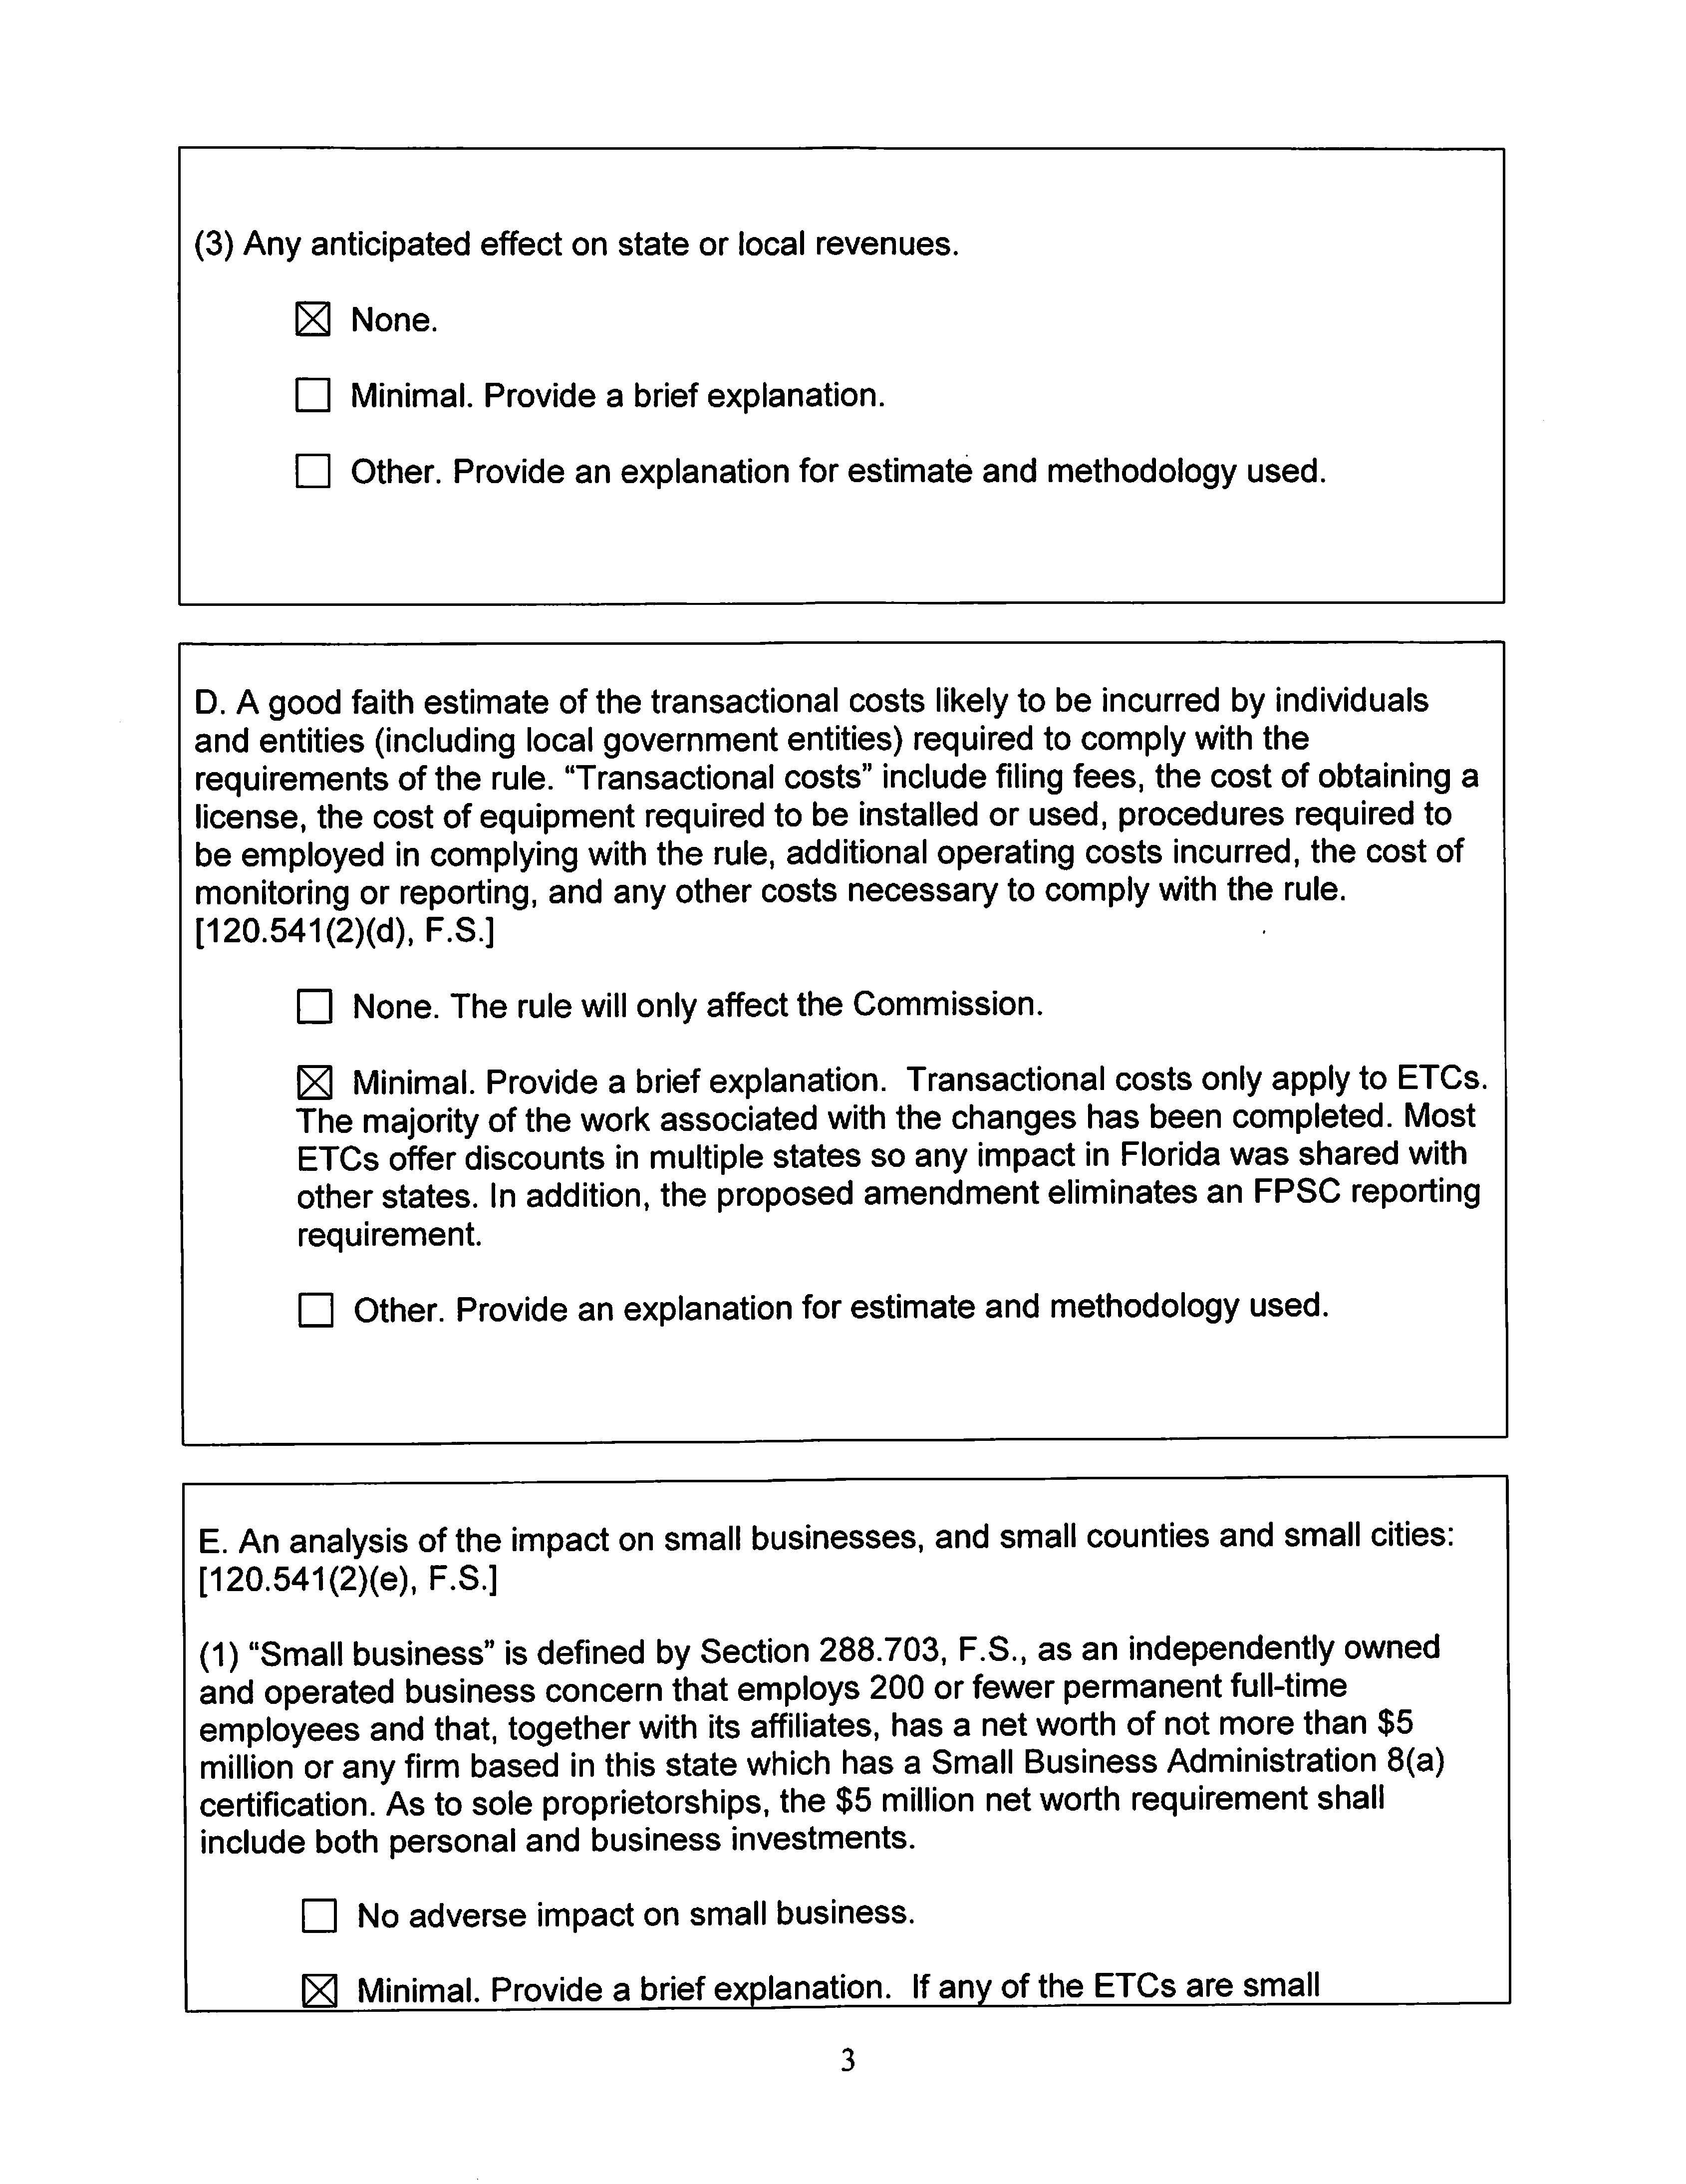 (3) Any anticipated effect on state or local revenues.
☒ None.
☐ Minimal. Provide a brief explanation.
☐ Other. Provide an explanation for estimate and methodology used.
D. A good faith estimate of the transactional costs likely to be incurred by individuals
and entities (including local government entities) required to comply with the
requirements of the rule. “Transactional costs” include filing fees, the cost of obtaining a
license, the cost of equipment required to be installed or used, procedures required to
be employed in complying with the rule, additional operating costs incurred, the cost of
monitoring or reporting, and any other costs necessary to comply with the rule.
[120.541(2)(d), F.S.]
☐ None. The rule will only affect the Commission.
☒ Minimal. Provide a brief explanation. Transactional costs only apply to ETCs.
The majority of the work associated with the changes has been completed. Most
ETCs offer discounts in multiple states so any impact in Florida was shared with
other states. In addition, the proposed amendment eliminates an FPSC reporting
requirement.
☐ Other. Provide an explanation for estimate and methodology used.
E. An analysis of the impact on small businesses, and small counties and small cities:
[120.541(2)(e), F.S.]
(1) “Small business” is defined by Section 288.703, F.S., as an independently owned
and operated business concern that employs 200 or fewer permanent full-time
employees and that, together with its affiliates, has a net worth of not more than $5
million or any firm based in this state which has a Small Business Administration 8(a)
certification. As to sole proprietorships, the $5 million net worth requirement shall
include both personal and business investments.
☐ No adverse impact on small business.
☒ Minimal. Provide a brief explanation. If any of the ETCs are small
3